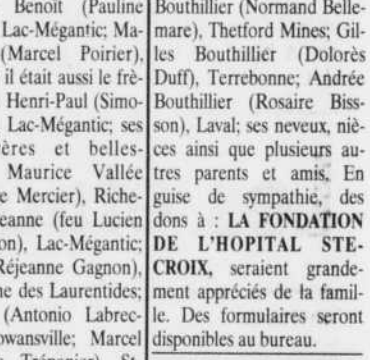 Benoit (Pauline
Lac-Mégantic; Ma-
(Marcel Poirier),
il était aussi le frè-
Henri-Paul (Simo-
Lac-Mégantic; ses
et belles-
Maurice Vallée
Mercier), Riche-
(feu Lucien
Lac-Mégantic;
Réjeanne Gagnon),
des Laurentides;
(Antonio Labrec-
Marcel
Bouthillier (Normand Belle-
mare), Thetford Mines; Gil-
les Bouthillier (Dolorès
Duff), Terrebonne; Andrée
Bouthillier (Rosaire Biss-
son), Laval; ses neveux, niè-
ces ainsi que plusieurs au-
tres parents et amis. En
guise de sympathie, des
dons à : LA FONDATION
DE L'HOPITAL STE-
CROIX, seraient grande-
ment appréciés de la famil-
le. Des formulaires seront
disponibles au bureau.